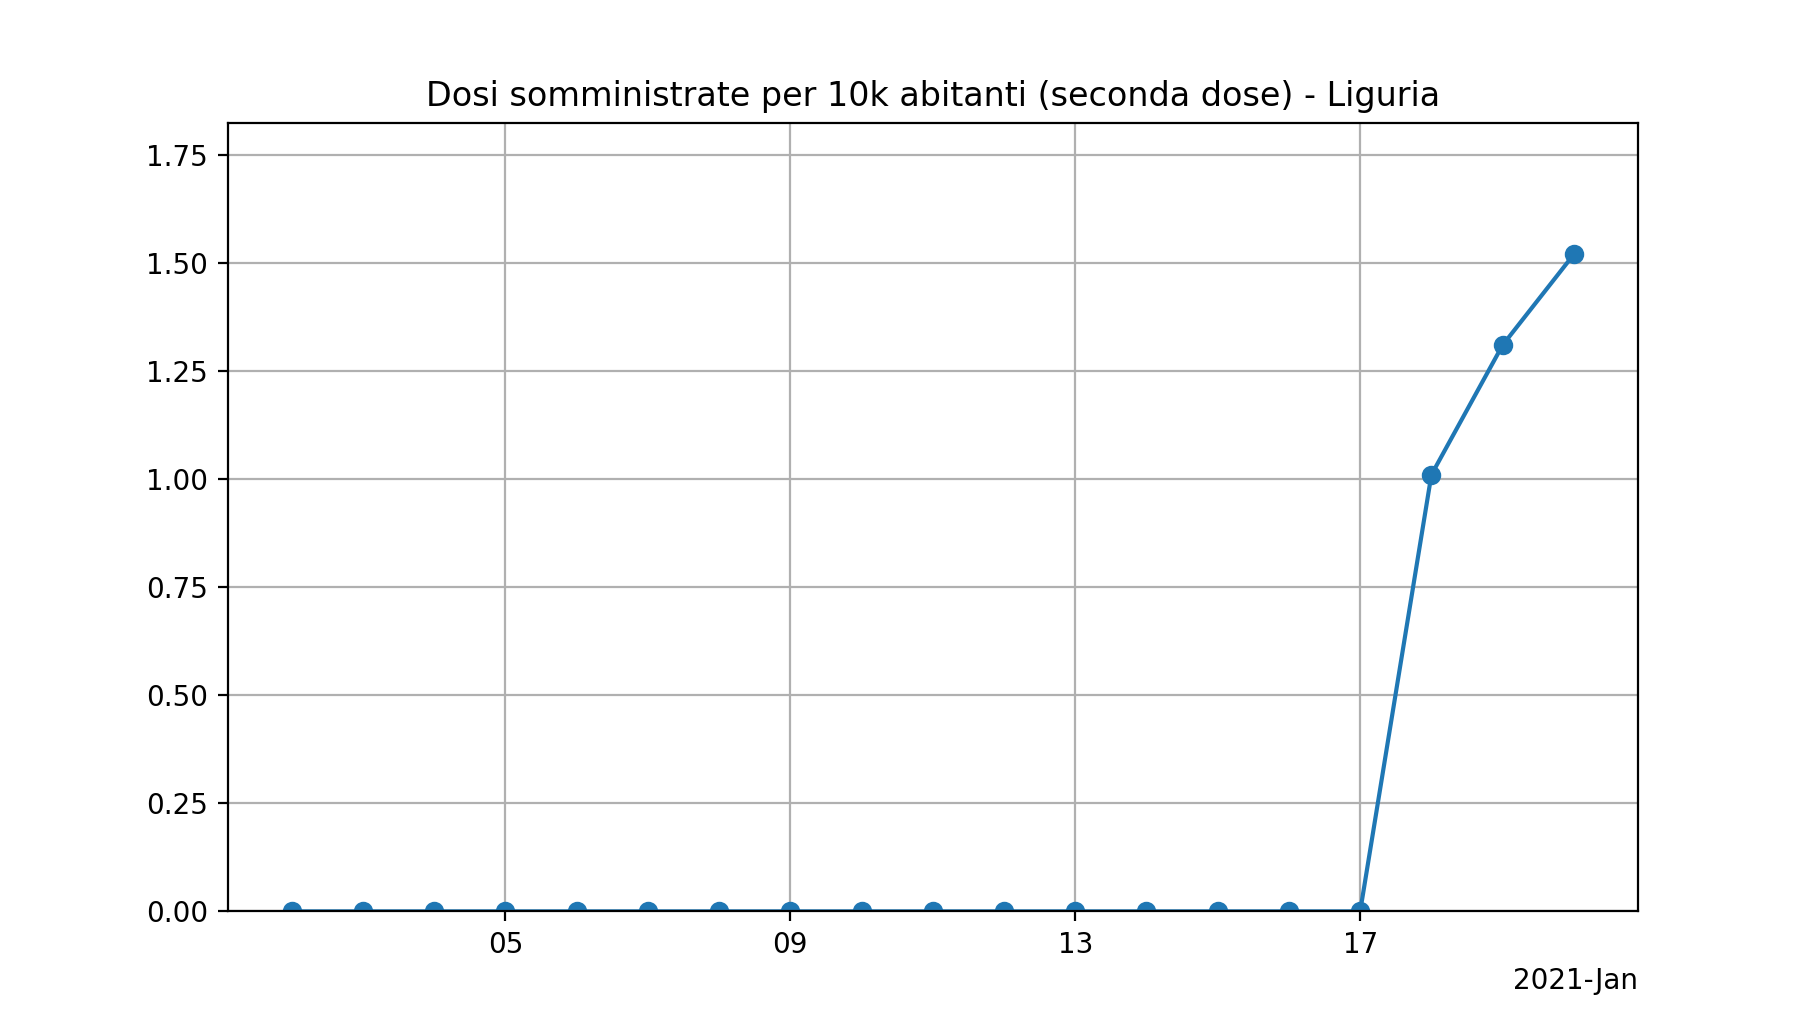 Dosi somministrate per 10k abitanti (seconda dose) - Liguria
1.75
1.50
1.25
1.00
0.75
0.50
0.25
0.00
05 09 13 17
2021-Jan